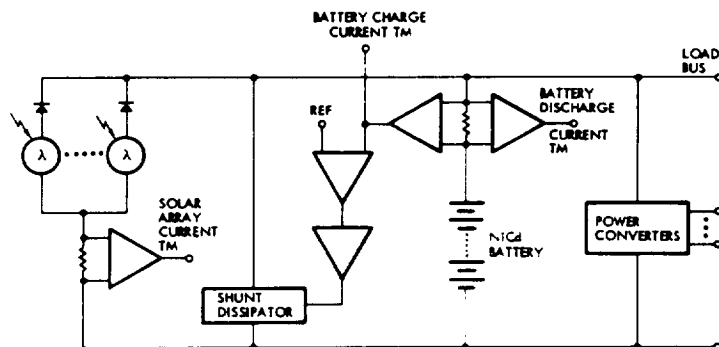 BATTERY CHARGE
CURRENT TM
LOAD
BUS
REF
BATTERY
DISCHARGE
CURRENT
TM
λ
λ
SOLAR
ARRAY
CURRENT
TM
NiCd
BATTERY
POWER
CONVERTERS
SHUNT
DISSIPATOR